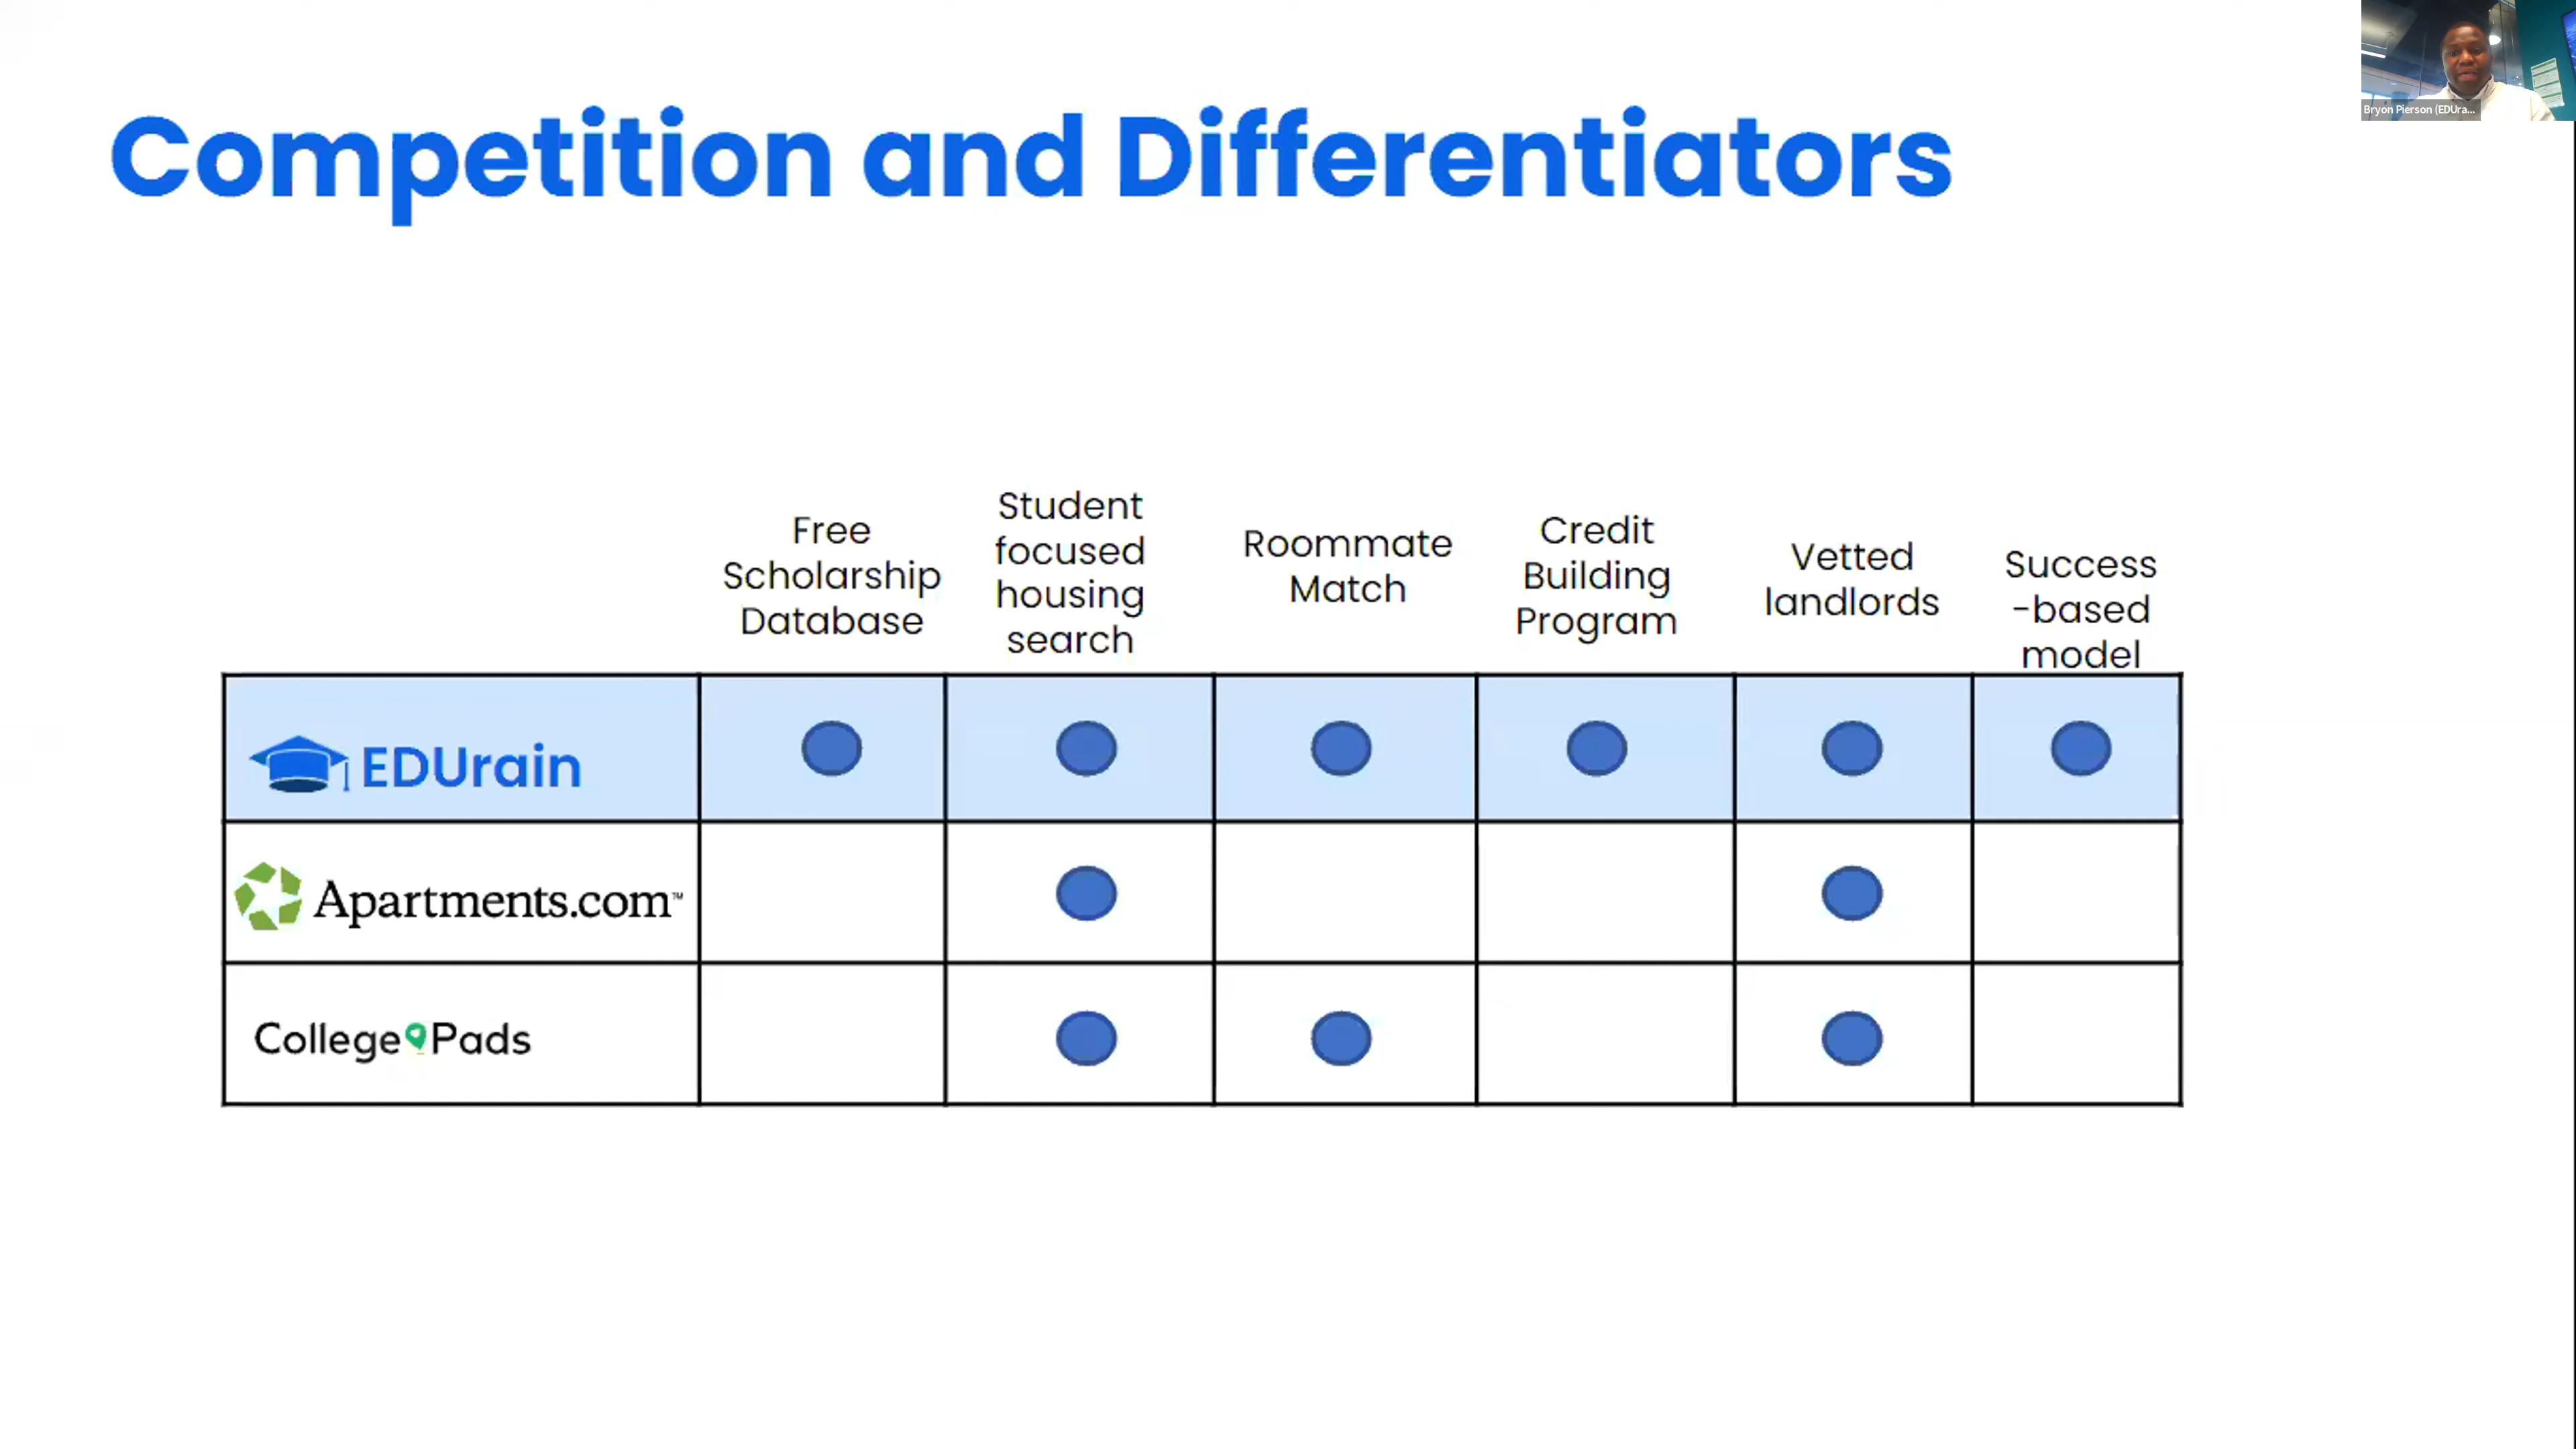 Bryon Pierson (EDUra...
Competition and Differentiators
Free
Scholarship
Database
Student
focused
housing
search
Roommate
Match
Credit
Building
Program
Vetted
landlords
Success
-based
model
EDUrain
Apartments.com™
College Pads